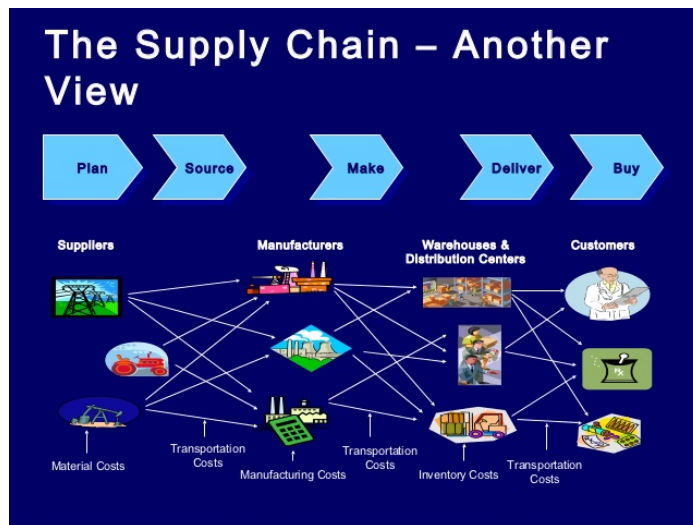 The Supply Chain – Another
View
Plan
Source
Make
Deliver
Buy
Suppliers
Manufacturers
Warehouses &
Distribution Centers
Customers
Material Costs
Transportation
Costs
Manufacturing Costs
Transportation
Costs
Inventory Costs
Transportation
Costs